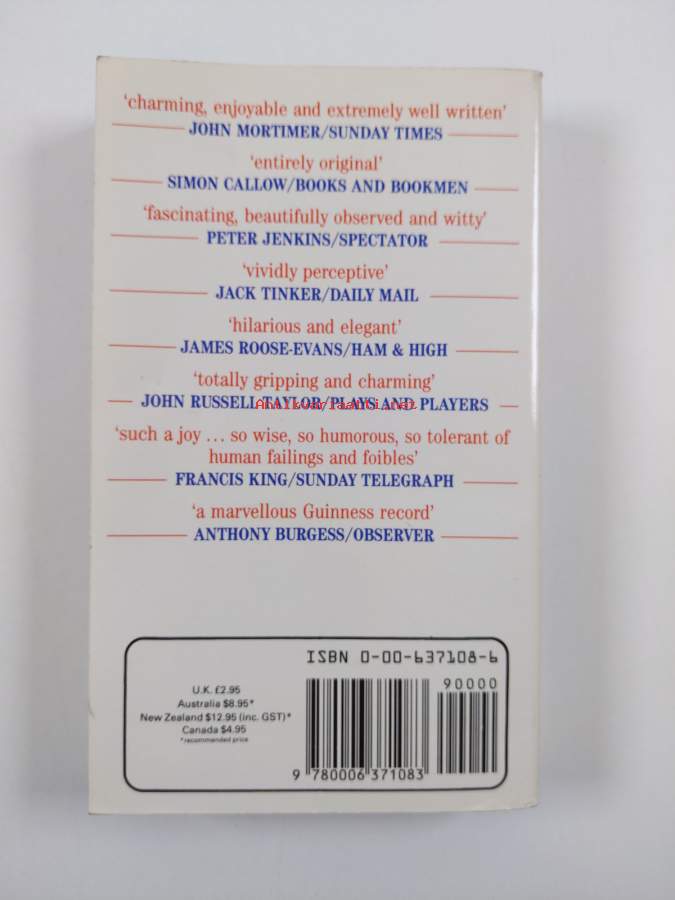 ‘charming, enjoyable and extremely well written’
JOHN MORTIMER/SUNDAY TIMES
‘entirely original’
SIMON CALLOW/BOOKS AND BOOKMEN
‘fascinating, beautifully observed and witty’
PETER JENKINS/SPECTATOR
‘vividly perceptive’
JACK TINKER/DAILY MAIL
‘hilarious and elegant’
JAMES ROOSE-EVANS/HAM & HIGH
‘totally gripping and charming’
JOHN RUSSELL TAYLOR/PLAYS AND PLAYERS
Antikvariaatti.net
‘such a joy ... so wise, so humorous, so tolerant of
human failings and foibles’
FRANCIS KING/SUNDAY TELEGRAPH
‘a marvellous Guinness record’
ANTHONY BURGESS/OBSERVER
ISBN 0-00-637108-6
90000
U.K. £2.95
Australia $8.95*
New Zealand $12.95 (inc. GST)*
Canada $4.95
*recommended price
9 780006 371083